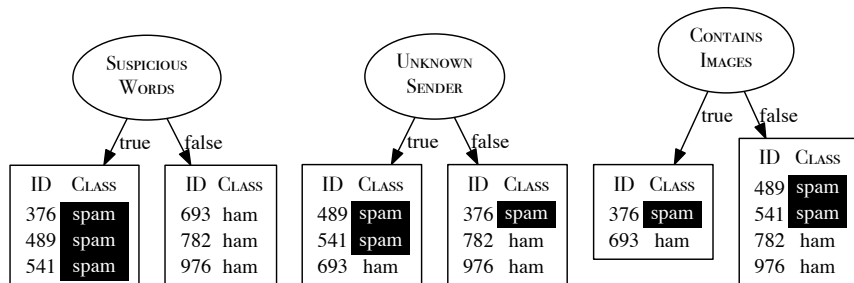 Suspicious
Words
true
false
ID Class
376 spam
489 spam
541 spam
ID Class
693 ham
782 ham
976 ham
Unknown
Sender
true
false
ID Class
489 spam
541 spam
693 ham
ID Class
376 spam
782 ham
976 ham
Contains
Images
true
false
ID Class
376 spam
693 ham
ID Class
489 spam
541 spam
782 ham
976 ham